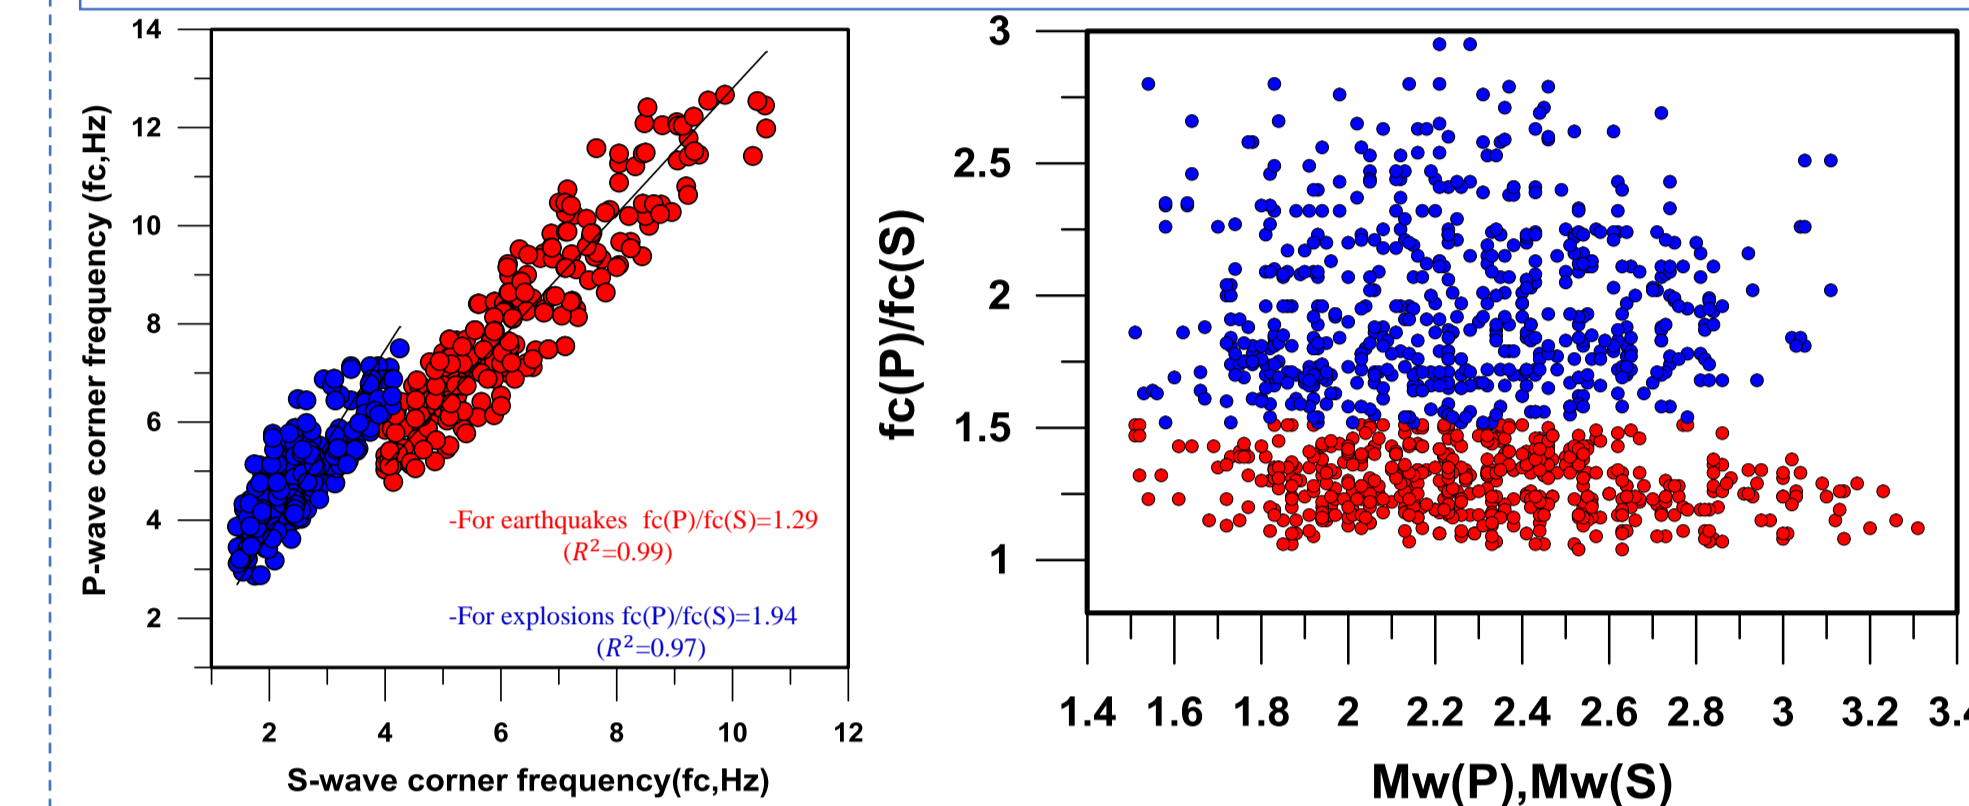 14
12
10
8
6
4
2
P-wave corner frequency (fc,Hz)
-For earthquakes fc(P)/fc(S)=1.29
(R²=0.99)
-For explosions fc(P)/fc(S)=1.94
(R²=0.97)
2 4 6 8 10 12
S-wave corner frequency(fc,Hz)
3
2.5
2
1.5
1
fc(P)/fc(S)
1.4 1.6 1.8 2 2.2 2.4 2.6 2.8 3 3.2
Mw(P),Mw(S)